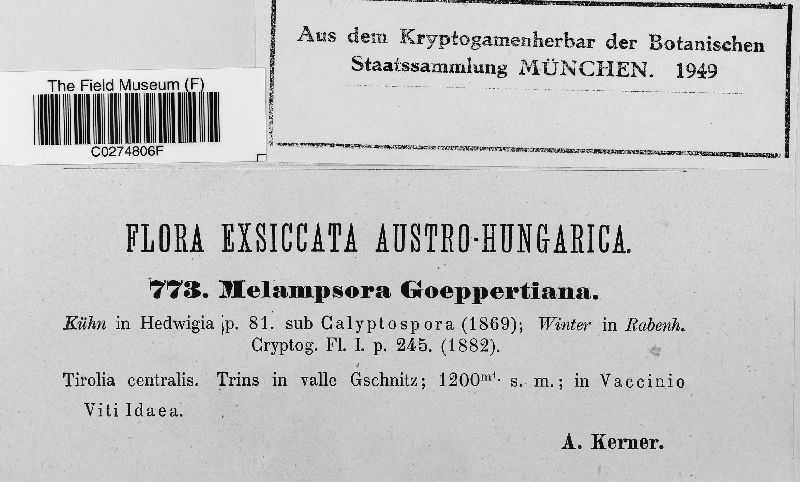 Aus dem Kryptogamenherbar der Botanischen
Staatssammlung MÜNCHEN. 1949
The Field Museum (F)
C0274806F
FLORA EXSICCATA AUSTRO-HUNGARICA.
773. Melampsora Goeppertiana.
Kühn in Hedwigia p. 81. sub Calyptospora (1869); Winter in Rabenh.
Cryptog. Fl. I. p. 245. (1882).
Tirolia centralis. Trins in valle Gschnitz; 1200mt. s. m.; in Vaccinio
Viti Idaea.
A. Kerner.